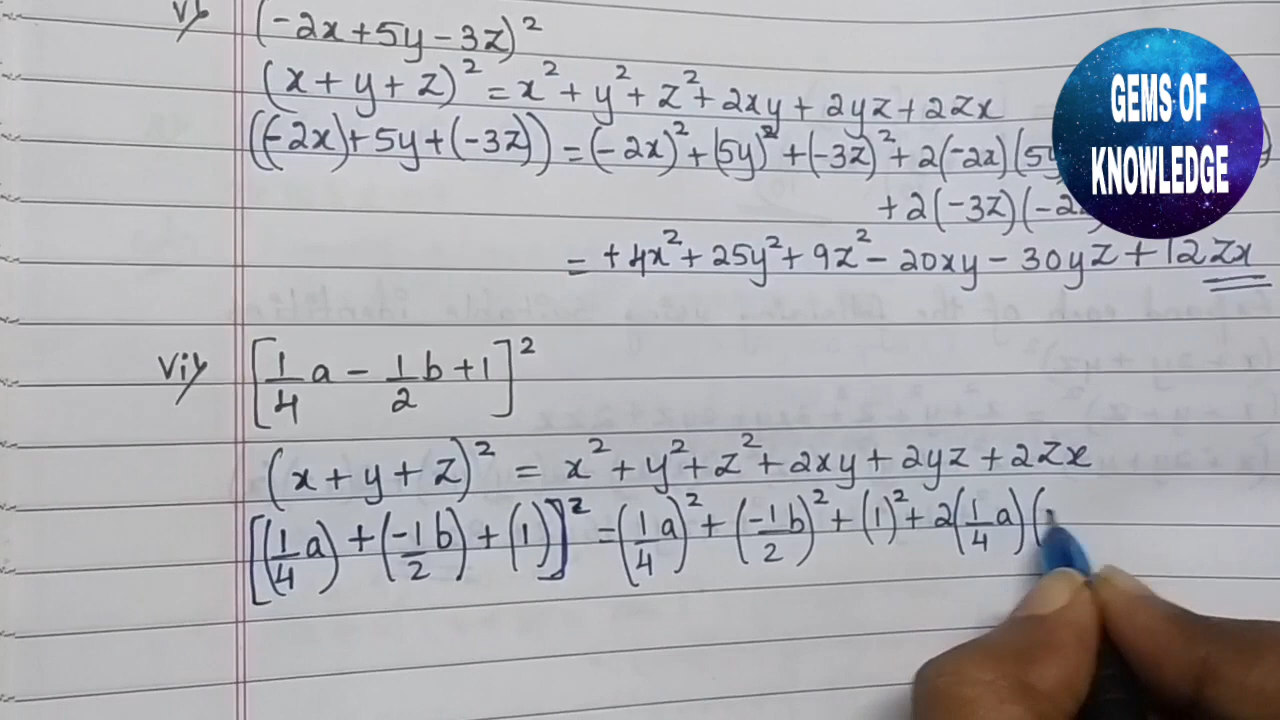 v) (-2x+5y-3z)²
(x+y+z)² = x²+y²+z²+2xy+2yz+2zx
((-2x)+5y+(-3z)) = (-2x)²+(5y)²+(-3z)²+2(-2x)(5y
+2(-3z)(-2
= +4x²+25y²+9z²-20xy-30yz+12zx
vi) [1/4 a - 1/2 b +1]²
(x+y+z)² = x²+y²+z²+2xy+2yz+2zx
[(1/4 a)+(-1/2 b)+(1)]² = (1/4 a)²+(-1/2 b)²+(1)²+2(1/4 a)(
GEMS OF
KNOWLEDGE